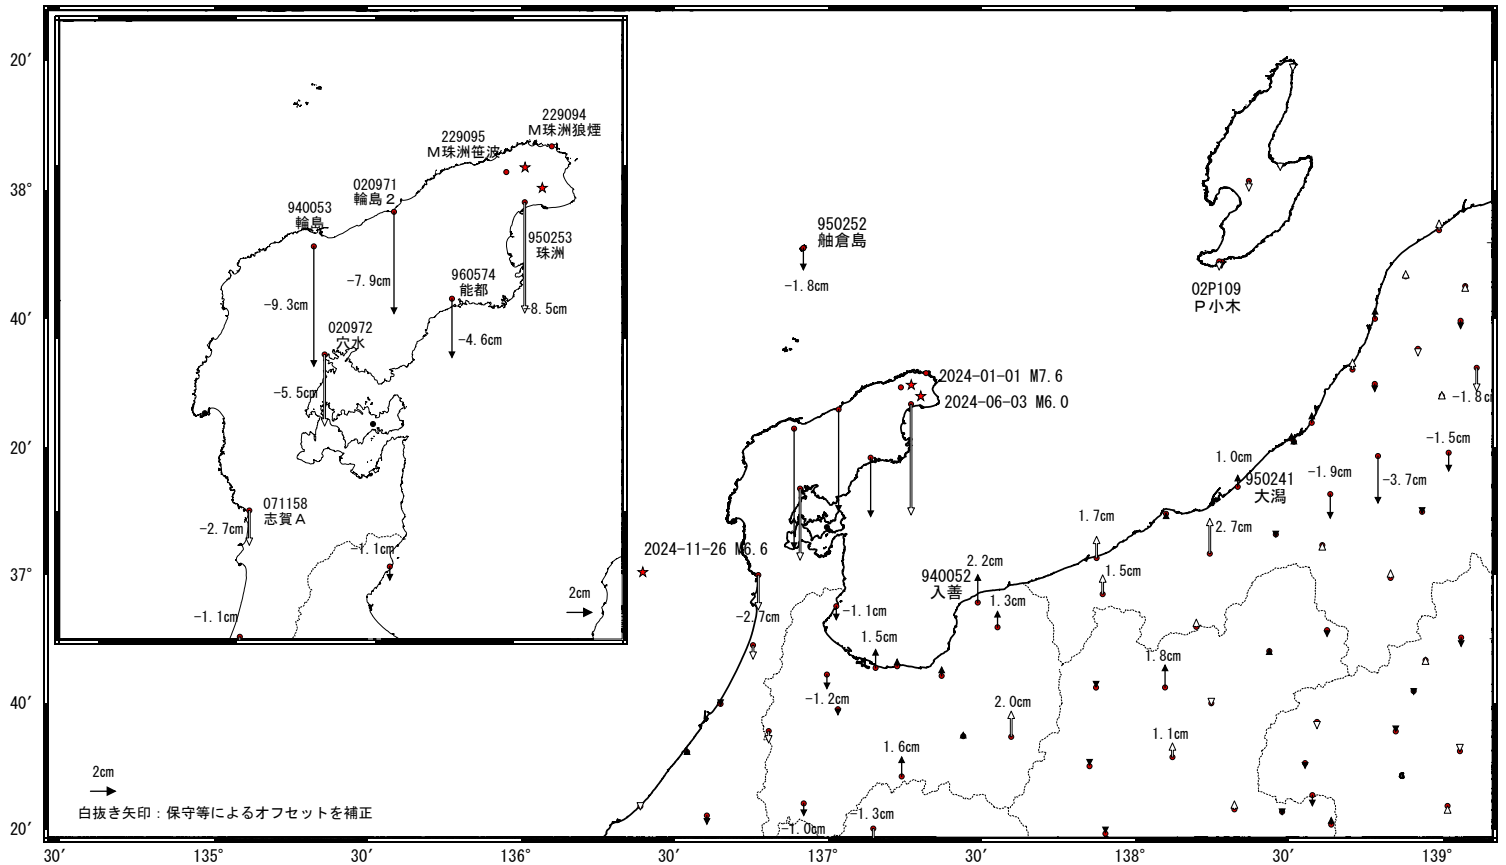 20′
38°
40′
20′
37°
40′
20′
30′
135°
30′
136°
30′
137°
30′
138°
30′
139°
229094
Ｍ珠洲狼煙
229095
Ｍ珠洲笹波
020971
輪島２
940053
輪島
950253
珠洲
-7.9cm
960574
能都
-9.3cm
-8.5cm
020972
穴水
-4.6cm
-5.5cm
071158
志賀Ａ
-2.7cm
-1.1cm
2cm
-1.1cm
950252
舳倉島
-1.8cm
02P109
Ｐ小木
2024-01-01 M7.6
2024-06-03 M6.0
-1.8c
-1.5cm
1.0cm
-1.9cm
950241
大潟
-3.7cm
1.7cm
2.7cm
2024-11-26 M6.6
2.2cm
940052
入善
1.5cm
1.3cm
-2.7cm
-1.1cm
1.5cm
1.8cm
-1.2cm
2.0cm
1.1cm
1.6cm
-1.3cm
-1.0cm
2cm
白抜き矢印：保守等によるオフセットを補正